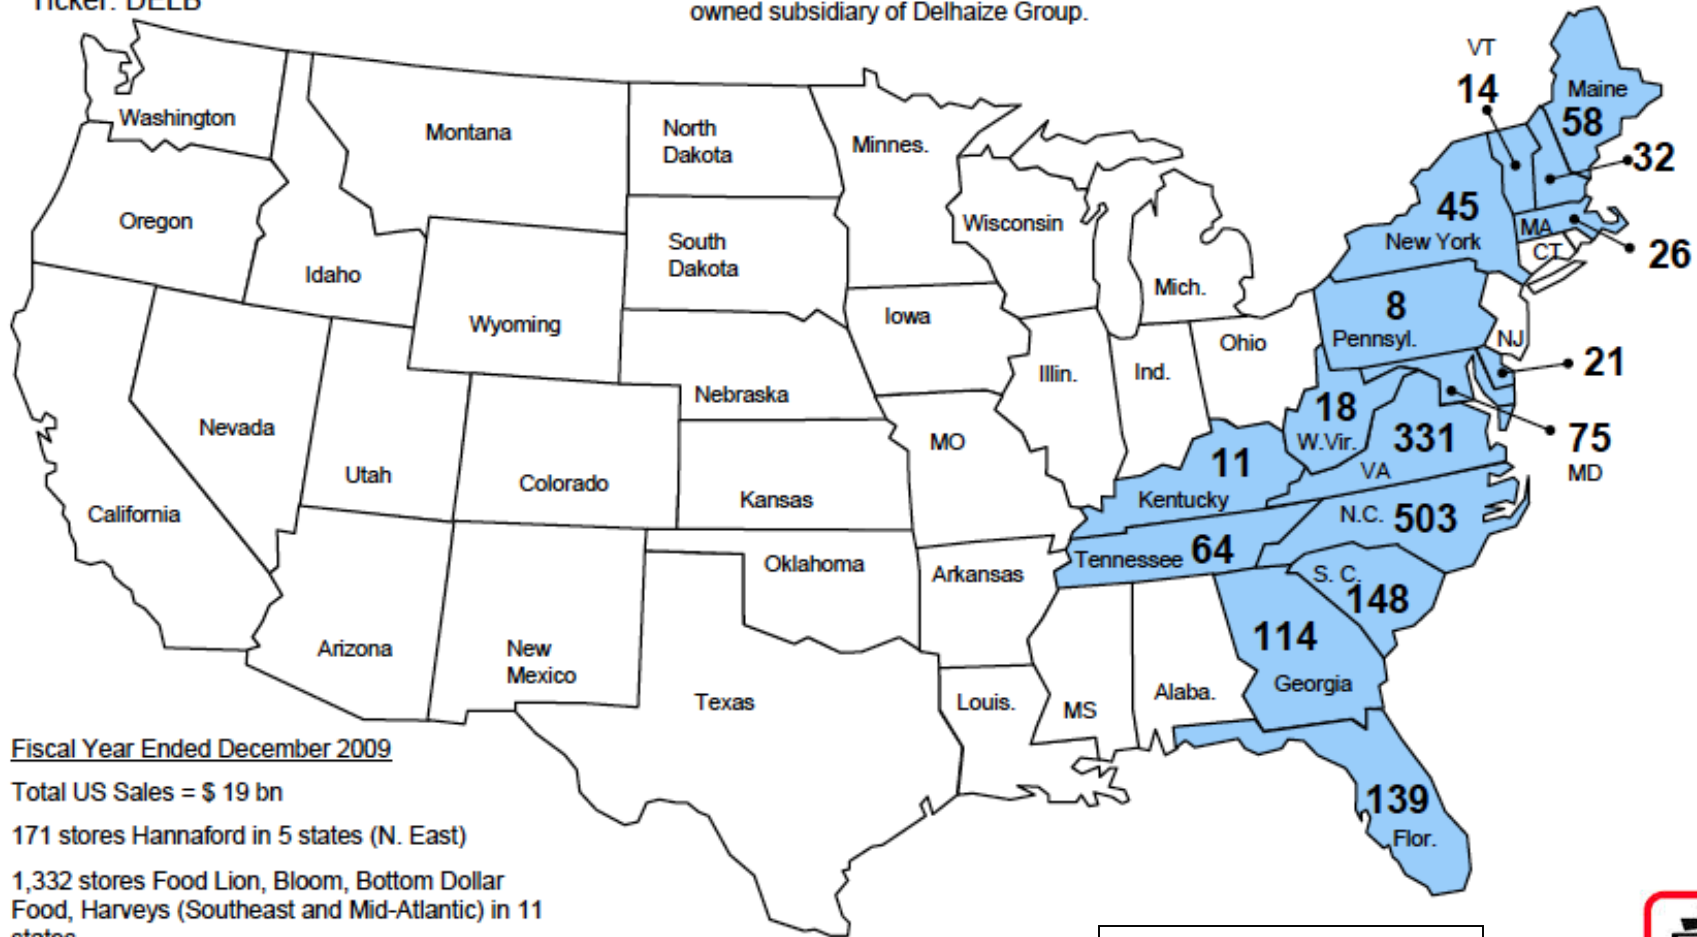 Ticker: DELB
owned subsidiary of Delhaize Group.
VT
14
Maine
58
32
Washington
Montana
North
Dakota
Minnes.
Oregon
Idaho
South
Dakota
Wisconsin
45
New York
MA
CT
26
Mich.
Wyoming
Iowa
8
Pennsyl.
NJ
21
Nebraska
Illin.
Ind.
Ohio
18
W.Vir.
331
VA
75
MD
Nevada
Utah
Colorado
Kansas
MO
11
Kentucky
California
N.C. 503
Tennessee 64
Oklahoma
Arkansas
S. C.
148
114
Georgia
Arizona
New
Mexico
Texas
Louis.
MS
Alaba.
139
Flor.
Fiscal Year Ended December 2009
Total US Sales = $ 19 bn
171 stores Hannaford in 5 states (N. East)
1,332 stores Food Lion, Bloom, Bottom Dollar
Food, Harveys (Southeast and Mid-Atlantic) in 11
states